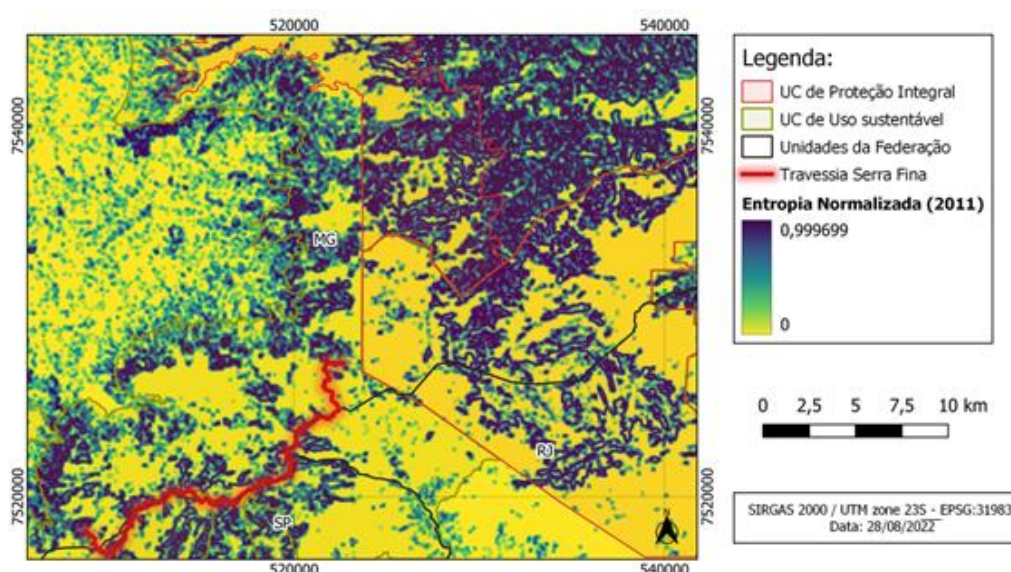 520000
540000
7540000
7540000
MG
RJ
SP
7520000
7520000
520000
540000
N
Legenda:
UC de Proteção Integral
UC de Uso sustentável
Unidades da Federação
Travessia Serra Fina
Entropia Normalizada (2011)
0,999699
0
0 2,5 5 7,5 10 km
SIRGAS 2000 / UTM zone 23S - EPSG:31983
Data: 28/08/2022